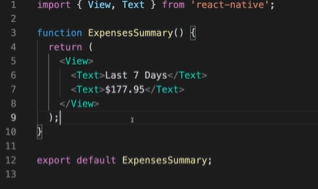 1 import { View, Text } from 'react-native';
2
3 function ExpensesSummary() {
4   return (
5     <View>
6       <Text>Last 7 Days</Text>
7       <Text>$177.95</Text>
8     </View>
9   );
10 }
11
12 export default ExpensesSummary;
13